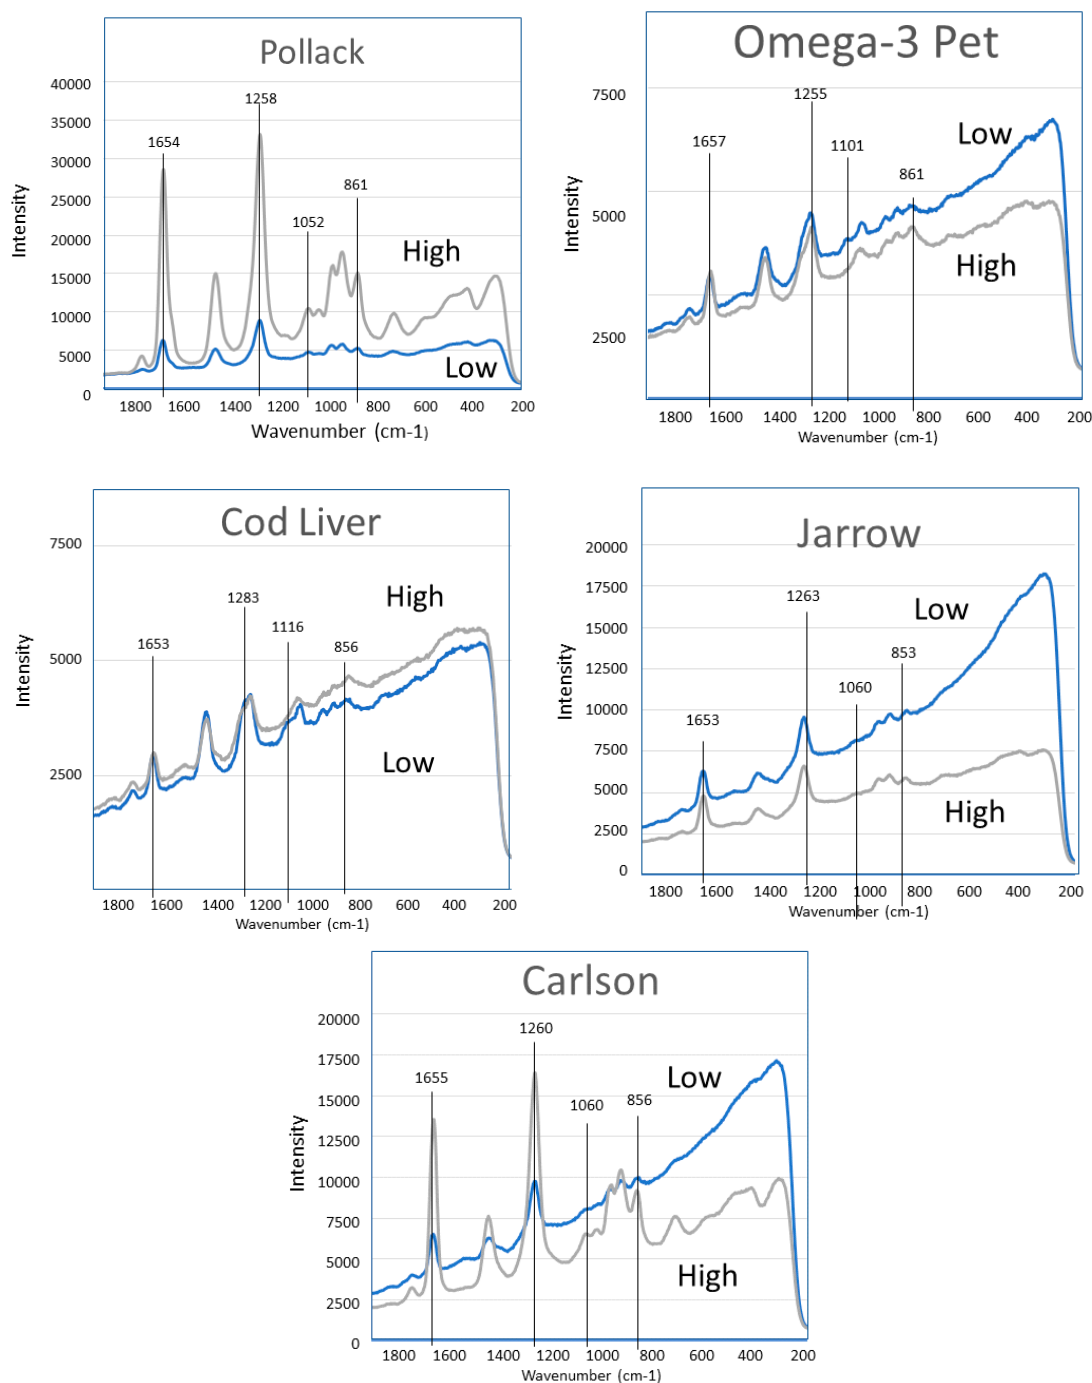 Pollack
40000
35000
30000
25000
20000
15000
10000
5000
0
Intensity
1654
1258
1052
861
High
Low
1800 1600 1400 1200 1000 800 600 400 200
Wavenumber (cm-1)
Omega-3 Pet
7500
5000
2500
Intensity
1657
1255
1101
861
Low
High
1800 1600 1400 1200 1000 800 600 400 200
Wavenumber (cm-1)
Cod Liver
7500
5000
2500
Intensity
1653
1283
1116
856
High
Low
1800 1600 1400 1200 1000 800 600 400 200
Wavenumber (cm-1)
Jarrow
20000
17500
15000
12500
10000
7500
5000
2500
0
Intensity
1653
1263
1060
853
Low
High
1800 1600 1400 1200 1000 800 600 400 200
Wavenumber (cm-1)
Carlson
20000
17500
15000
12500
10000
7500
5000
2500
0
Intensity
1655
1260
1060
856
Low
High
1800 1600 1400 1200 1000 800 600 400 200
Wavenumber (cm-1)